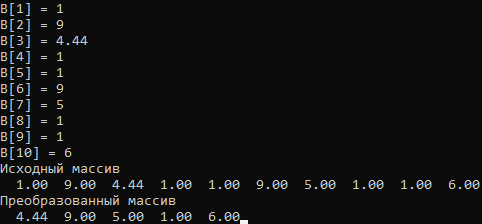 B[1] = 1
B[2] = 9
B[3] = 4.44
B[4] = 1
B[5] = 1
B[6] = 9
B[7] = 5
B[8] = 1
B[9] = 1
B[10] = 6
Исходный массив
1.00 9.00 4.44 1.00 1.00 9.00 5.00 1.00 1.00 6.00
Преобразованный массив
4.44 9.00 5.00 1.00 6.00